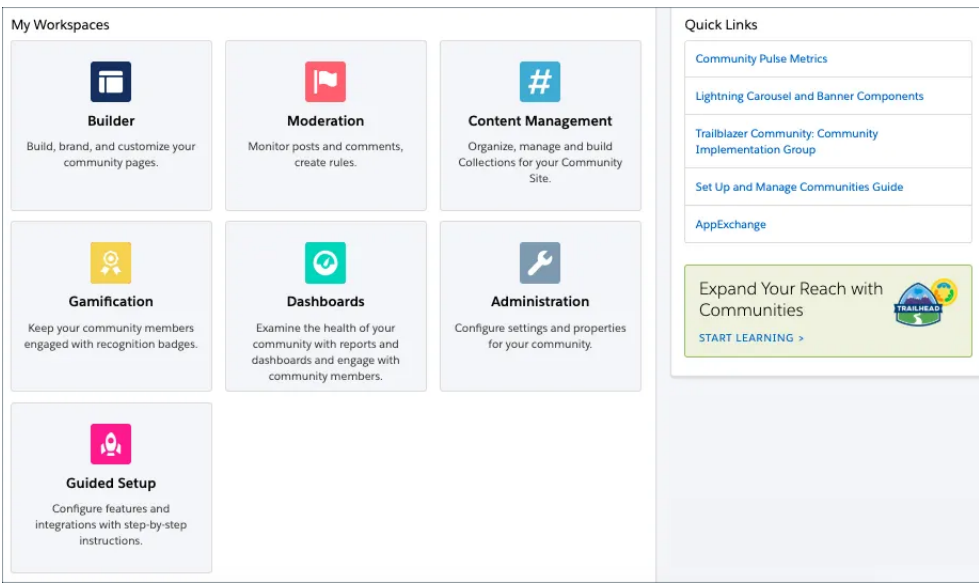 My Workspaces
Builder
Build, brand, and customize your
community pages.
Moderation
Monitor posts and comments,
create rules.
#
Content Management
Organize, manage and build
Collections for your Community
Site.
Gamification
Keep your community members
engaged with recognition badges.
Dashboards
Examine the health of your
community with reports and
dashboards and engage with
community members.
Administration
Configure settings and properties
for your community.
Guided Setup
Configure features and
integrations with step-by-step
instructions.
Quick Links
Community Pulse Metrics
Lightning Carousel and Banner Components
Trailblazer Community: Community
Implementation Group
Set Up and Manage Communities Guide
AppExchange
Expand Your Reach with
Communities
START LEARNING >
TRAILHEAD